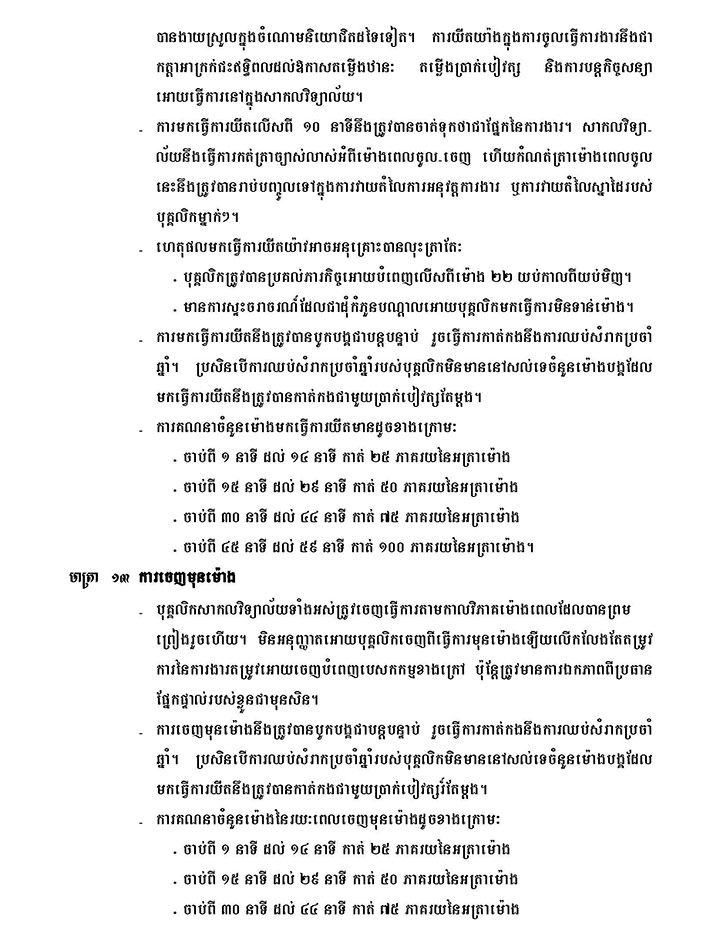 បានងាយស្រួលក្នុងចំណោមនិយោជិតដទៃទៀត។ ការយឺតយ៉ាងក្នុងការចូលធ្វើការងារនឹងជា
កត្តាអាក្រក់ជះឥទ្ធិពលដល់ឱកាសតម្លើងឋានៈ តម្លើងប្រាក់បៀវត្ស និងការបន្តកិច្ចសន្យា
អោយធ្វើការនៅក្នុងសាកលវិទ្យាល័យ។
- ការមកធ្វើការយឺតលើសពី ១០ នាទីនឹងត្រូវបានចាត់ទុកថាជាផ្នែកនៃការងារ។ សាកលវិទ្យា-
ល័យនឹងធ្វើការកត់ត្រាច្បាស់លាស់អំពីម៉ោងពេលចូល-ចេញ ហើយកំណត់ត្រាម៉ោងពេលចូល
នេះនឹងត្រូវបានរាប់បញ្ចូលទៅក្នុងការវាយតំលៃការអនុវត្តការងារ ឬការវាយតំលៃស្នាដៃរបស់
បុគ្គលិកម្នាក់ៗ។
- ហេតុផលមកធ្វើការយឺតយ៉ាវអាចអនុគ្រោះបានលុះត្រាតែ:
. បុគ្គលិកត្រូវបានប្រគល់ភារកិច្ចអោយបំពេញលើសពីម៉ោង ២២ យប់កាលពីយប់មិញ។
. មានការស្ទះចរាចរណ៍ដែលជាដុំកំភួនបណ្តាលអោយបុគ្គលិកមកធ្វើការមិនទាន់ម៉ោង។
- ការមកធ្វើការយឺតនឹងត្រូវបានបូកបង្គជាបន្តបន្ទាប់ រួចធ្វើការកាត់កងនឹងការឈប់សំរាកប្រចាំ
ឆ្នាំ។ ប្រសិនបើការឈប់សំរាកប្រចាំឆ្នាំរបស់បុគ្គលិកមិនមាននៅសល់ទេចំនួនម៉ោងបង្គដែល
មកធ្វើការយឺតនឹងត្រូវបានកាត់កងជាមួយប្រាក់បៀវត្សតែម្តង។
- ការគណនាចំនួនម៉ោងមកធ្វើការយឺតមានដូចខាងក្រោម:
. ចាប់ពី ១ នាទី ដល់ ១៤ នាទី កាត់ ២៥ ភាគរយនៃអត្រាម៉ោង
. ចាប់ពី ១៥ នាទី ដល់ ២៩ នាទី កាត់ ៥០ ភាគរយនៃអត្រាម៉ោង
. ចាប់ពី ៣០ នាទី ដល់ ៤៤ នាទី កាត់ ៧៥ ភាគរយនៃអត្រាម៉ោង
. ចាប់ពី ៤៥ នាទី ដល់ ៥៩ នាទី កាត់ ១០០ ភាគរយនៃអត្រាម៉ោង។
មាត្រា ១៣ ការចេញមុនម៉ោង
- បុគ្គលិកសាកលវិទ្យាល័យទាំងអស់ត្រូវចេញធ្វើការតាមកាលវិភាគម៉ោងពេលដែលបានព្រម
ព្រៀងរួចហើយ។ មិនអនុញ្ញាតអោយបុគ្គលិកចេញពីធ្វើការមុនម៉ោងឡើយលើកលែងតែតម្រូវ
ការនៃការងារតម្រូវអោយចេញបំពេញបេសកកម្មខាងក្រៅ ប៉ុន្តែត្រូវមានការឯកភាពពីប្រធាន
ផ្នែកផ្ទាល់របស់ខ្លួនជាមុនសិន។
- ការចេញមុនម៉ោងនឹងត្រូវបានបូកបង្គជាបន្តបន្ទាប់ រួចធ្វើការកាត់កងនឹងការឈប់សំរាកប្រចាំ
ឆ្នាំ។ ប្រសិនបើការឈប់សំរាកប្រចាំឆ្នាំរបស់បុគ្គលិកមិនមាននៅសល់ទេចំនួនម៉ោងបង្គដែល
មកធ្វើការយឺតនឹងត្រូវបានកាត់កងជាមួយប្រាក់បៀវត្សរ៍តែម្តង។
- ការគណនាចំនួនម៉ោងនៃរយៈពេលចេញមុនម៉ោងដូចខាងក្រោម:
. ចាប់ពី ១ នាទី ដល់ ១៤ នាទី កាត់ ២៥ ភាគរយនៃអត្រាម៉ោង
. ចាប់ពី ១៥ នាទី ដល់ ២៩ នាទី កាត់ ៥០ ភាគរយនៃអត្រាម៉ោង
. ចាប់ពី ៣០ នាទី ដល់ ៤៤ នាទី កាត់ ៧៥ ភាគរយនៃអត្រាម៉ោង